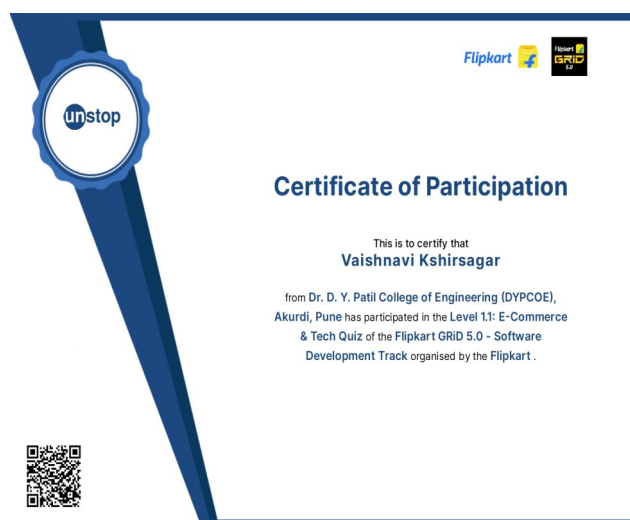 Flipkart
Flipkart
GRiD
5.0
unstop
Certificate of Participation
This is to certify that
Vaishnavi Kshirsagar
from Dr. D. Y. Patil College of Engineering (DYPCOE),
Akurdi, Pune has participated in the Level 1.1: E-Commerce
& Tech Quiz of the Flipkart GRiD 5.0 - Software
Development Track organised by the Flipkart .